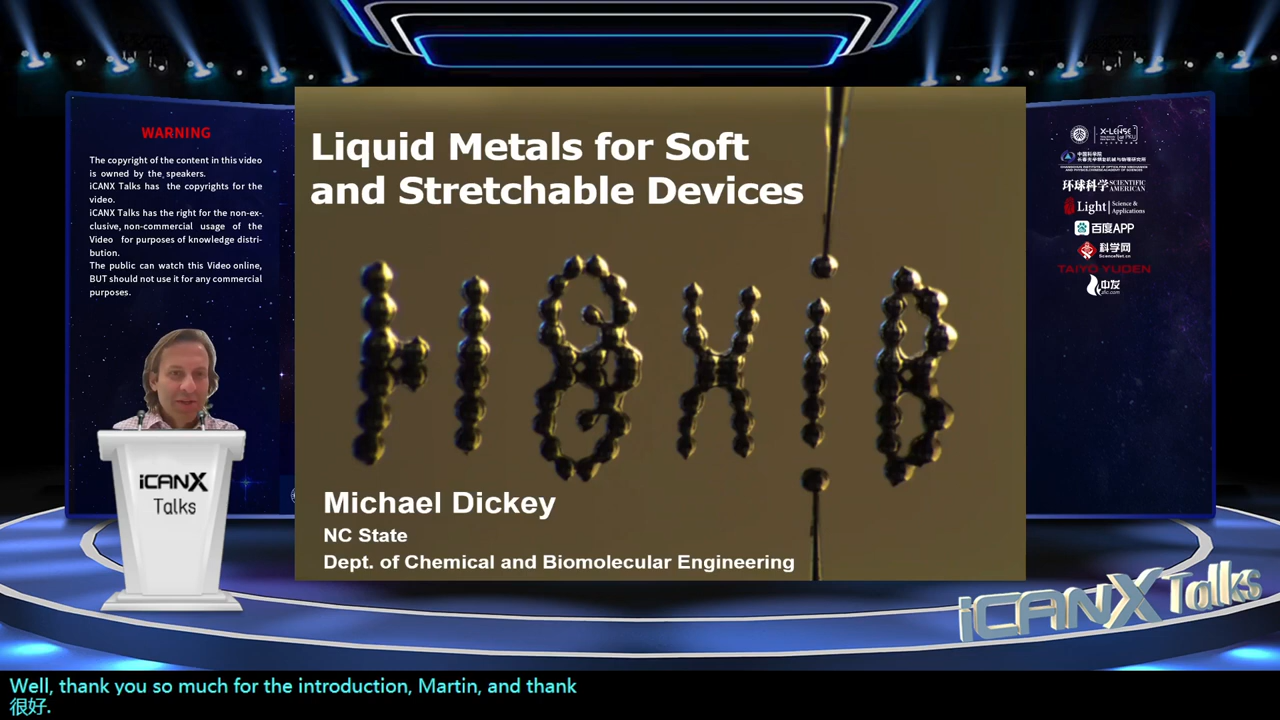 WARNING
The copyright of the content in this video
is owned by the speakers.
iCANX Talks has the copyrights for the
video.
iCANX Talks has the right for the non-ex-
clusive, non-commercial usage of the
Video for purposes of knowledge distri-
bution.
The public can watch this Video online,
BUT should not use it for any commercial
purposes.
iCANX
Talks
Liquid Metals for Soft
and Stretchable Devices
Michael Dickey
NC State
Dept. of Chemical and Biomolecular Engineering
X-LENSE
环球科学 SCIENTIFIC AMERICAN
Light Science & Applications
百度APP
科学网
ScienceNet.cn
TAIYO YUDEN
中友
iCANX Talks
Well, thank you so much for the introduction, Martin, and thank
很好.